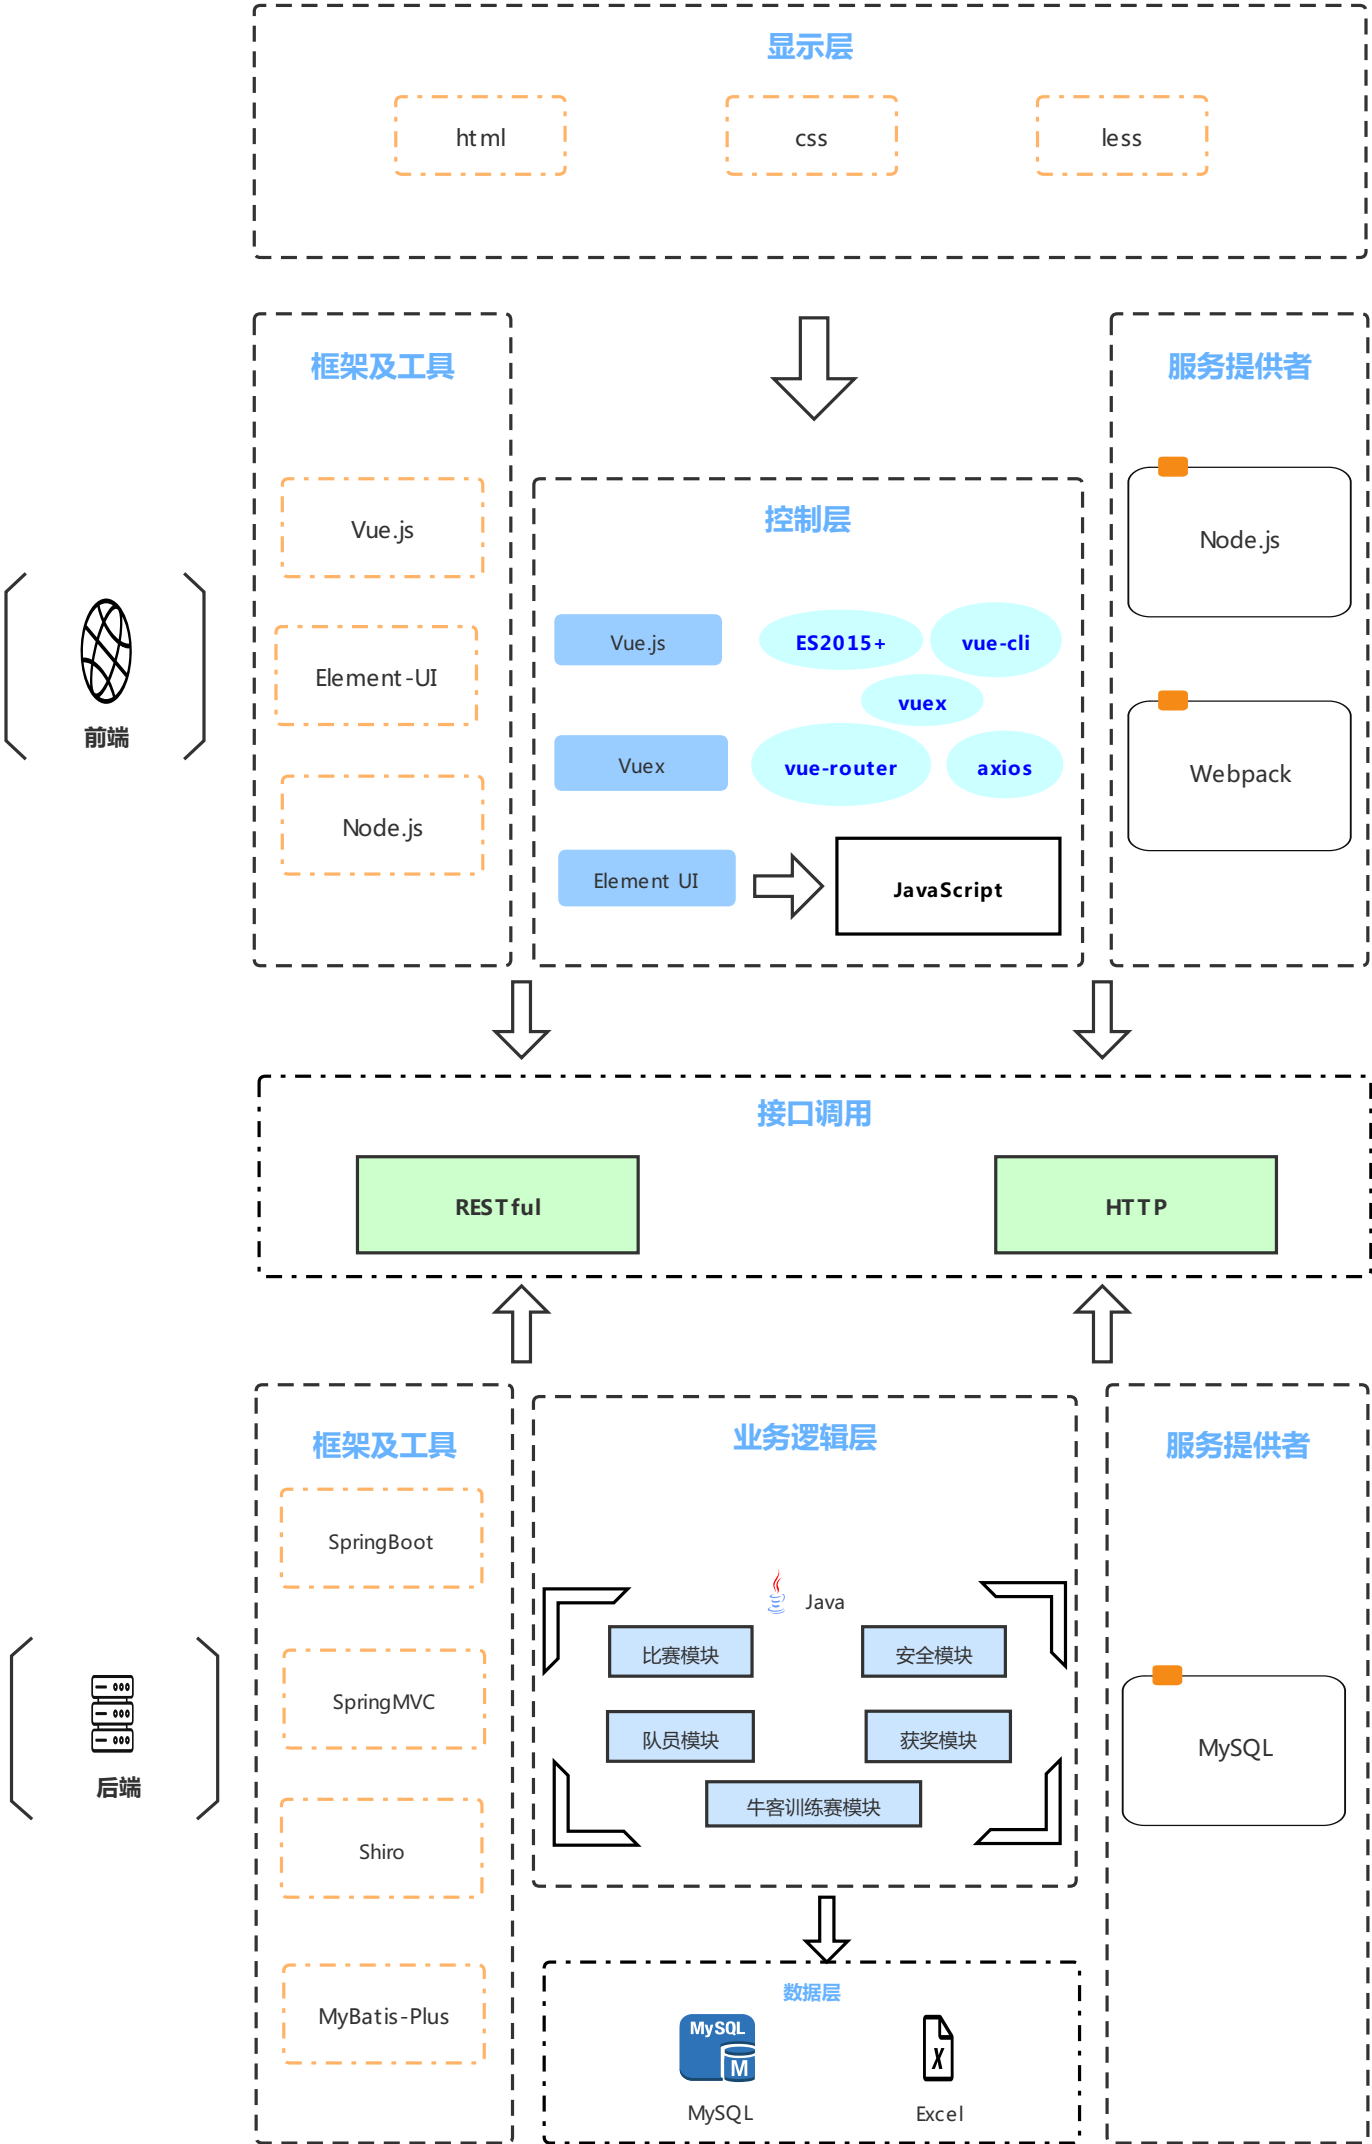 显示层
html
css
less
框架及工具
Vue.js
Element-UI
Node.js
控制层
Vue.js
ES2015+
vue-cli
vuex
Vuex
vue-router
axios
Element UI
JavaScript
服务提供者
Node.js
Webpack
前端
接口调用
RESTful
HTTP
框架及工具
SpringBoot
SpringMVC
Shiro
MyBatis-Plus
业务逻辑层
Java
比赛模块
安全模块
队员模块
获奖模块
牛客训练赛模块
服务提供者
MySQL
后端
数据层
MySQL
M
X
MySQL
Excel